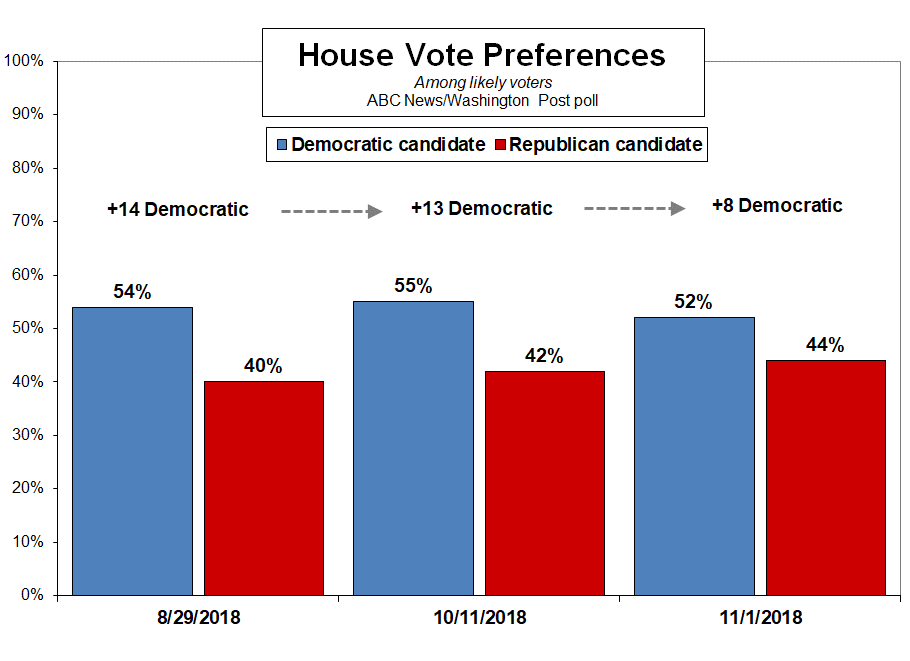 House Vote Preferences
Among likely voters
ABC News/Washington Post poll
Democratic candidate Republican candidate
100%
90%
80%
70%
60%
50%
40%
30%
20%
10%
0%
+14 Democratic +13 Democratic +8 Democratic
54% 40% 55% 42% 52% 44%
8/29/2018 10/11/2018 11/1/2018